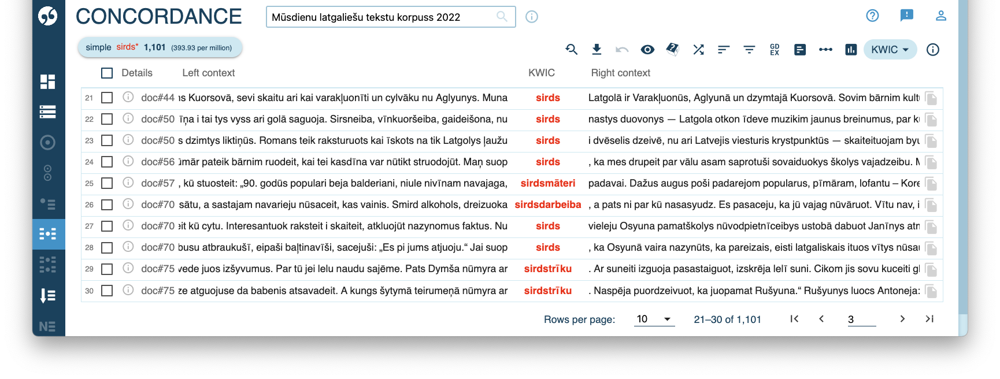 CONCORDANCE
Mūsdienu latgaliešu tekstu korpuss 2022
simple sirds* 1,101 (393.93 per million)
GD EX
KWIC
Details Left context KWIC Right context
21 doc#44 ıs Kuorsovā, sevi skaitu ari kai varakļuonīti un cylvāku nu Aglyunys. Muna sirds Latgolā ir Varakļuonūs, Aglyunā un dzymtajā Kuorsovā. Sovim bārnim kultı
22 doc#50 īņa i tai tys vyss ari golā saguoja. Sirsneiba, vīnkuoršeiba, gaideišona, nu sirds nastys duovonys — Latgola otkon īdeve muzikim jaunus breinumus, par kı
23 doc#50 s dzimtys liktiņūs. Romans teik raksturuots kai īskots na tik Latgolys ļaužu sirds i dvēselis dzeivē, nu ari Latvejis viesturis krystpunktūs — skaiteituojam byu
24 doc#56 ūmār pateik bārnim ruodeit, kai tei kasdīna var nūtikt struodojūt. Maņ suop sirds , ka mes drupeit par vālu asam saprotuši sovaiduokys školys vajadzeibu. M
25 doc#57 , kū stuosteit: „90. godūs populari beja balderiani, niule nivīnam navajaga, sirdsmāteri padavai. Dažus augus poši padarejom popularus, pīmāram, lofantu – Kore
26 doc#70 sātu, a sastajam navarieju nūsaceit, kas vainis. Smird alkohols, dreizuoka sirdsdarbeiba , a pats ni par kū nasasyudz. Es pasaceju, ka jū vajag nūvāruot. Vītu nav, i
27 doc#70 eit kū cytu. Interesantuok raksteit i skaiteit, atkluojūt nazynomus faktus. Nu sirds vieleju Osyuna pamatškolys nūvodpietnīceibys ustobā dabuot Janīnys atn
28 doc#70 busu atbraukušī, eipaši baļtinavīši, sacejuši: „Es pi jums atjuoju.“ Jai suop sirds , ka Osyunā vaira nazynūts, ka pareizais, eisti latgaliskais ituos vītys nūsaı
29 doc#75 vede juos izšyvumus. Par tū jei lelu naudu sajēme. Pats Dymša nūmyra ar sirdstrīku . Ar suneiti izguoja pasastaiguot, izskrēja lelī suni. Cikom jis sovu kuceiti gl
30 doc#75 ze atguojuse da babenis atsavadeit. A kungs šytymā teirumeņā nūmyra ar sirdstrīku . Naspēja puordzeivuot, ka juopamat Rušyuna.“ Rušyunys luocs Antoneja:
Rows per page: 10 21–30 of 1,101 3